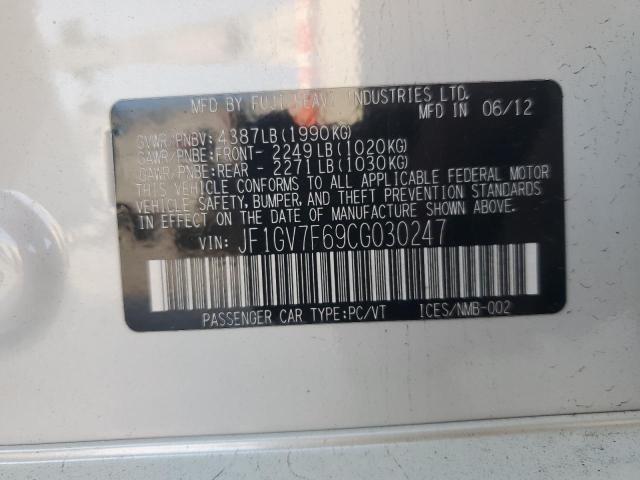 MFD BY FUJI HEAVY INDUSTRIES LTD.
MFD IN 06/12
GVWR/PNBV: 4387LB(1990KG)
GAWR/PNBE:FRONT- 2249LB(1020KG)
GAWR/PNBE:REAR - 2271LB(1030KG)
THIS VEHICLE CONFORMS TO ALL APPLICABLE FEDERAL MOTOR
VEHICLE SAFETY, BUMPER, AND THEFT PREVENTION STANDARDS
IN EFFECT ON THE DATE OF MANUFACTURE SHOWN ABOVE.
VIN: JF1GV7F69CG030247
PASSENGER CAR TYPE:PC/VT ICES/NMB-002